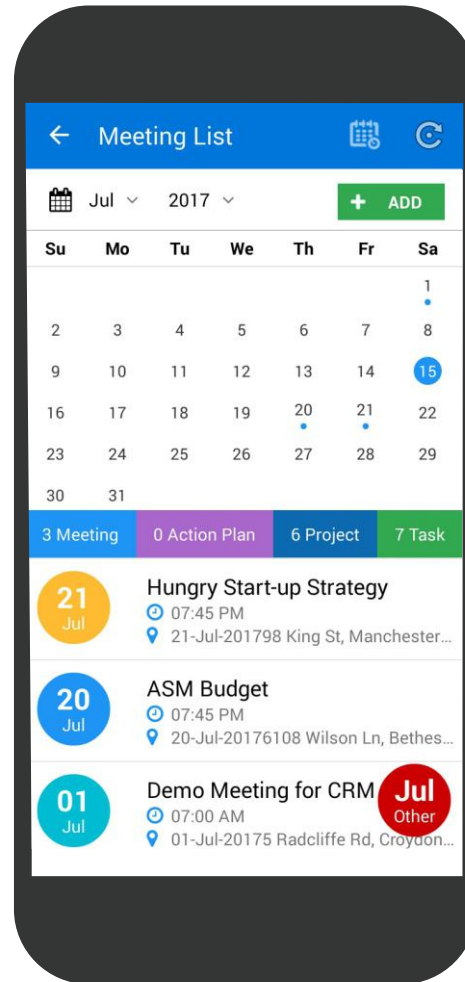 Meeting List
Jul 2017 + ADD
Su Mo Tu We Th Fr Sa
1
2 3 4 5 6 7 8
9 10 11 12 13 14 15
16 17 18 19 20 21 22
23 24 25 26 27 28 29
30 31
3 Meeting 0 Action Plan 6 Project 7 Task
21
Jul
Hungry Start-up Strategy
07:45 PM
21-Jul-201798 King St, Manchester...
20
Jul
ASM Budget
07:45 PM
20-Jul-20176108 Wilson Ln, Bethes...
01
Jul
Demo Meeting for CRM
07:00 AM
01-Jul-20175 Radcliffe Rd, Croydon...
Jul
Other